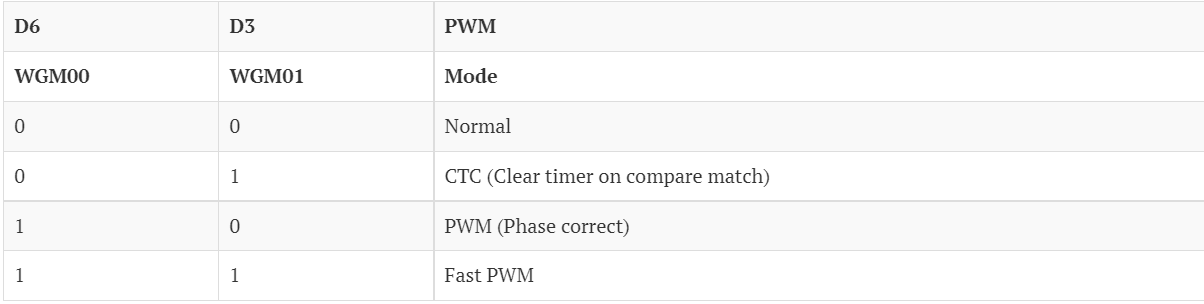 D6 D3 PWM
WGM00 WGM01 Mode
0 0 Normal
0 1 CTC (Clear timer on compare match)
1 0 PWM (Phase correct)
1 1 Fast PWM